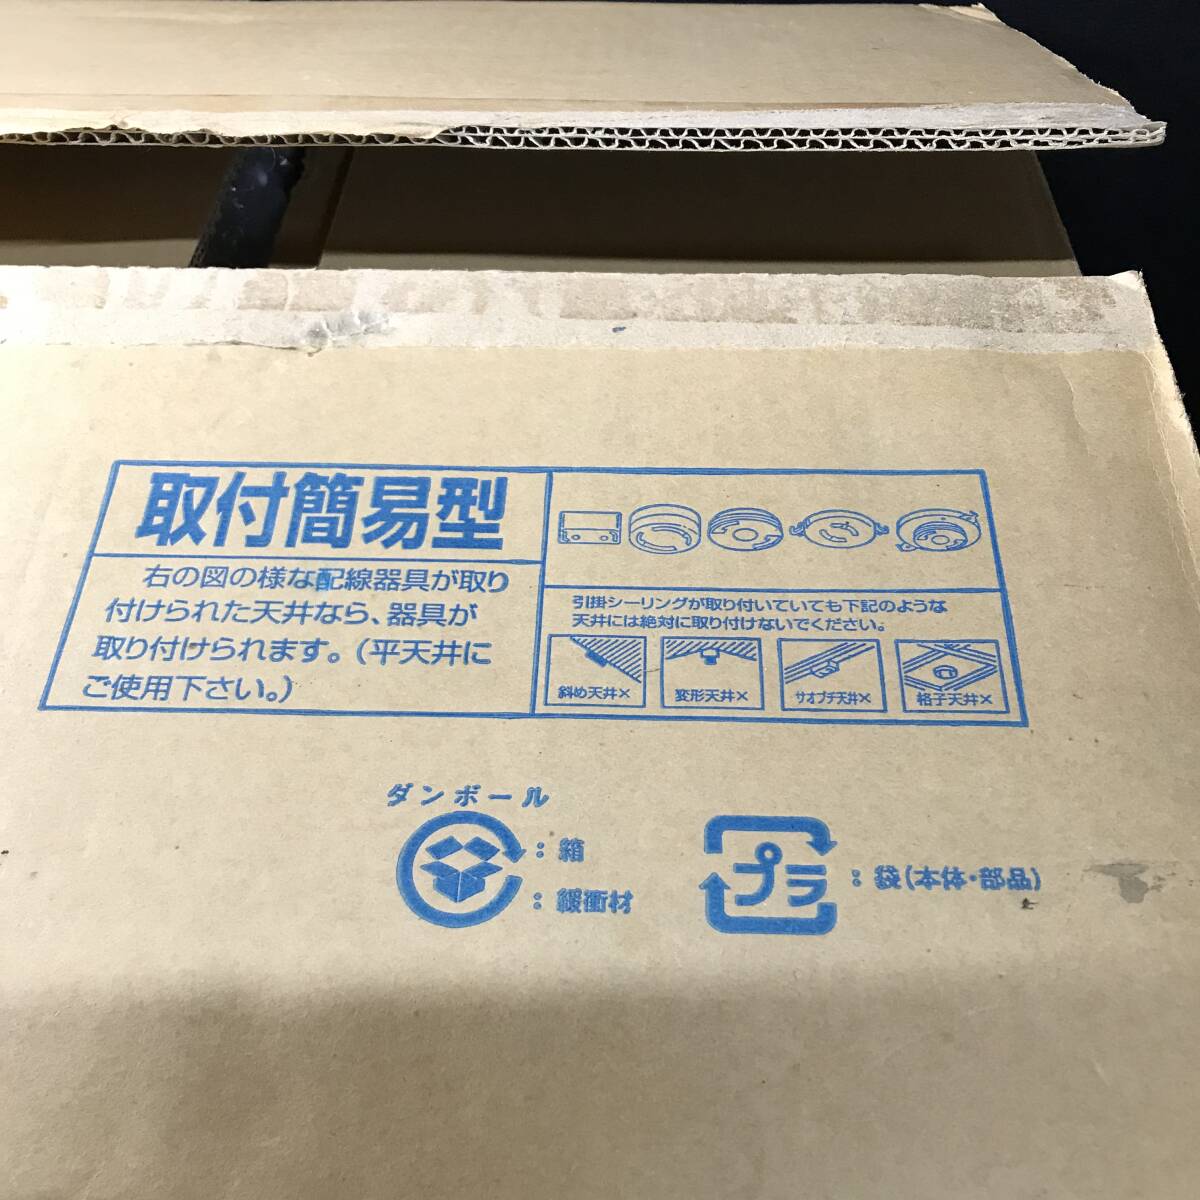 取付簡易型
右の図の様な配線器具が取り
付けられた天井なら、器具が
取り付けられます。(平天井に
ご使用下さい。)
引掛シーリングが取り付いていても下記のような
天井には絶対に取り付けないでください。
斜め天井×
変形天井×
サオブチ天井×
格子天井×
ダンボール
:箱
:緩衝材
プラ
:袋(本体・部品)